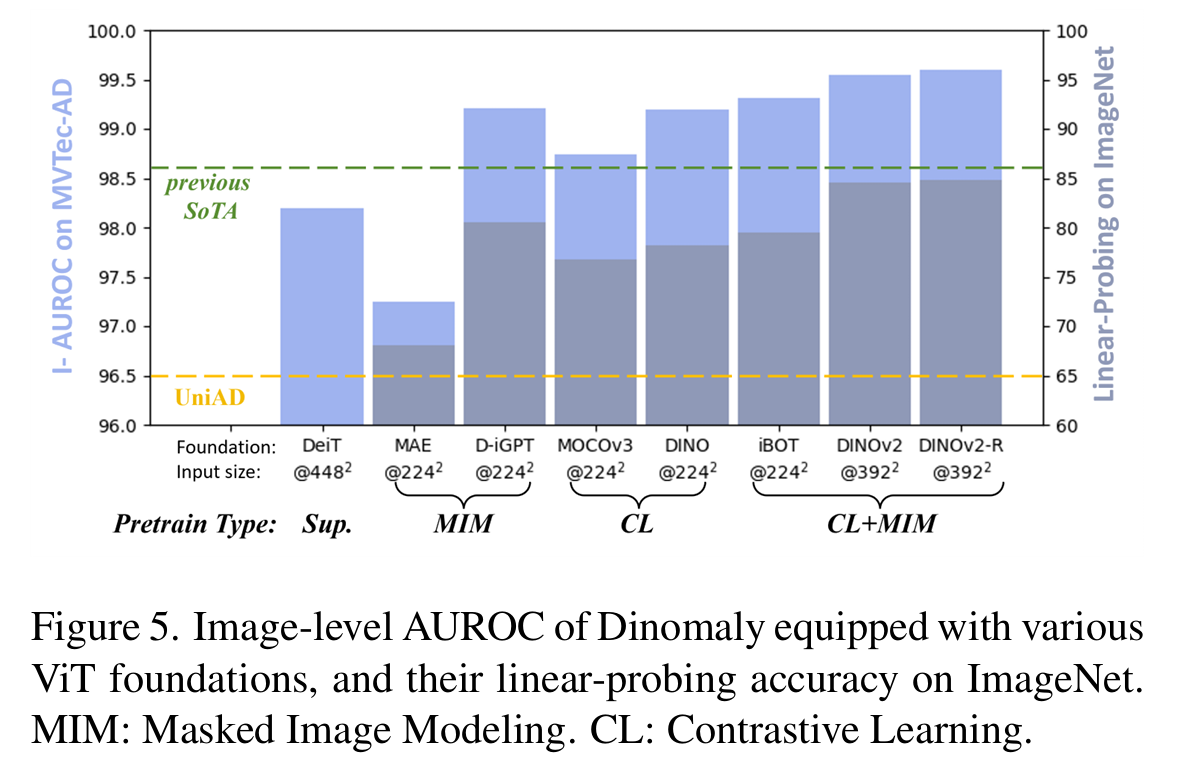 I- AUROC on MVTec-AD
100.0
99.5
99.0
98.5
98.0
97.5
97.0
96.5
96.0
previous
SoTA
UniAD
100
95
90
85
80
75
70
65
60
Linear-Probing on ImageNet
Foundation: DeiT MAE D-iGPT MOCOv3 DINO iBOT DINOv2 DINOv2-R
Input size: @448² @224² @224² @224² @224² @224² @392² @392²
Pretrain Type: Sup. MIM CL CL+MIM
Figure 5. Image-level AUROC of Dinomaly equipped with various
ViT foundations, and their linear-probing accuracy on ImageNet.
MIM: Masked Image Modeling. CL: Contrastive Learning.